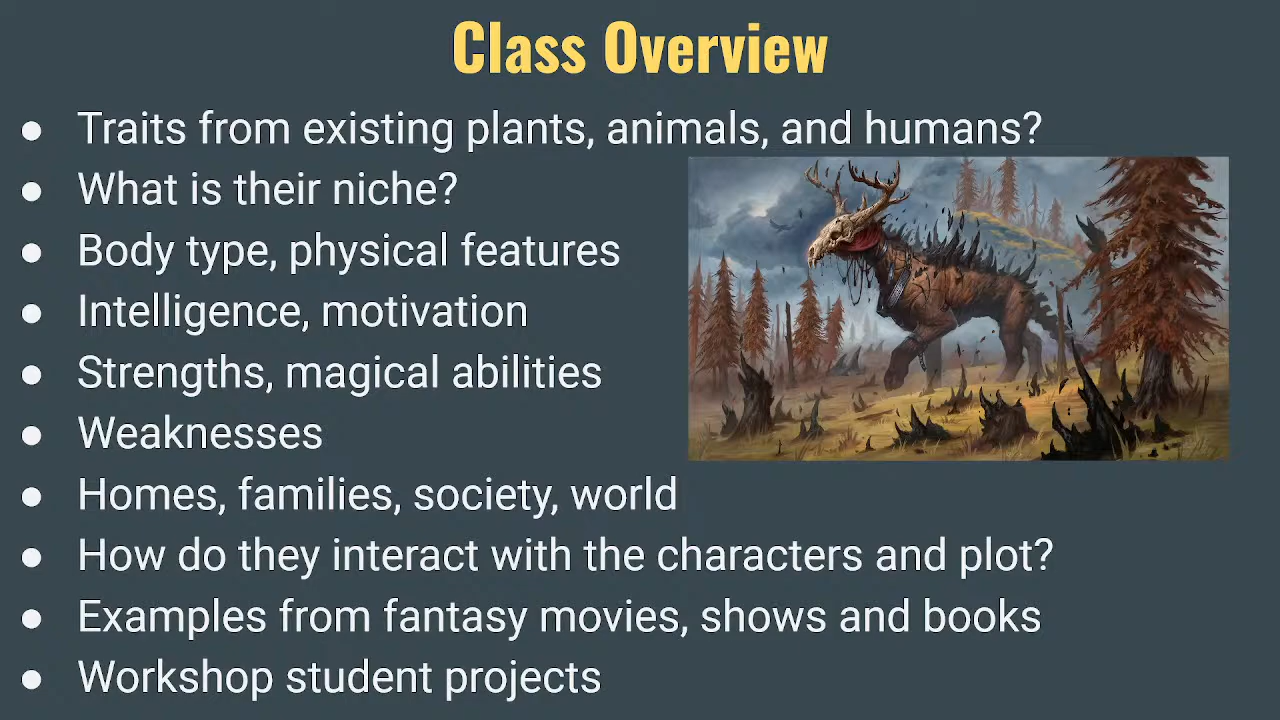 Class Overview
● Traits from existing plants, animals, and humans?
● What is their niche?
● Body type, physical features
● Intelligence, motivation
● Strengths, magical abilities
● Weaknesses
● Homes, families, society, world
● How do they interact with the characters and plot?
● Examples from fantasy movies, shows and books
● Workshop student projects